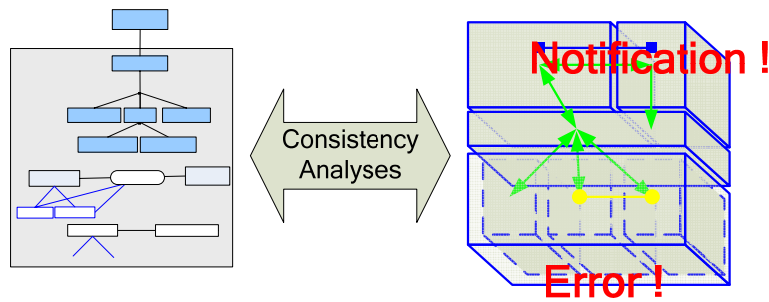 Notification !
Consistency
Analyses
Error !